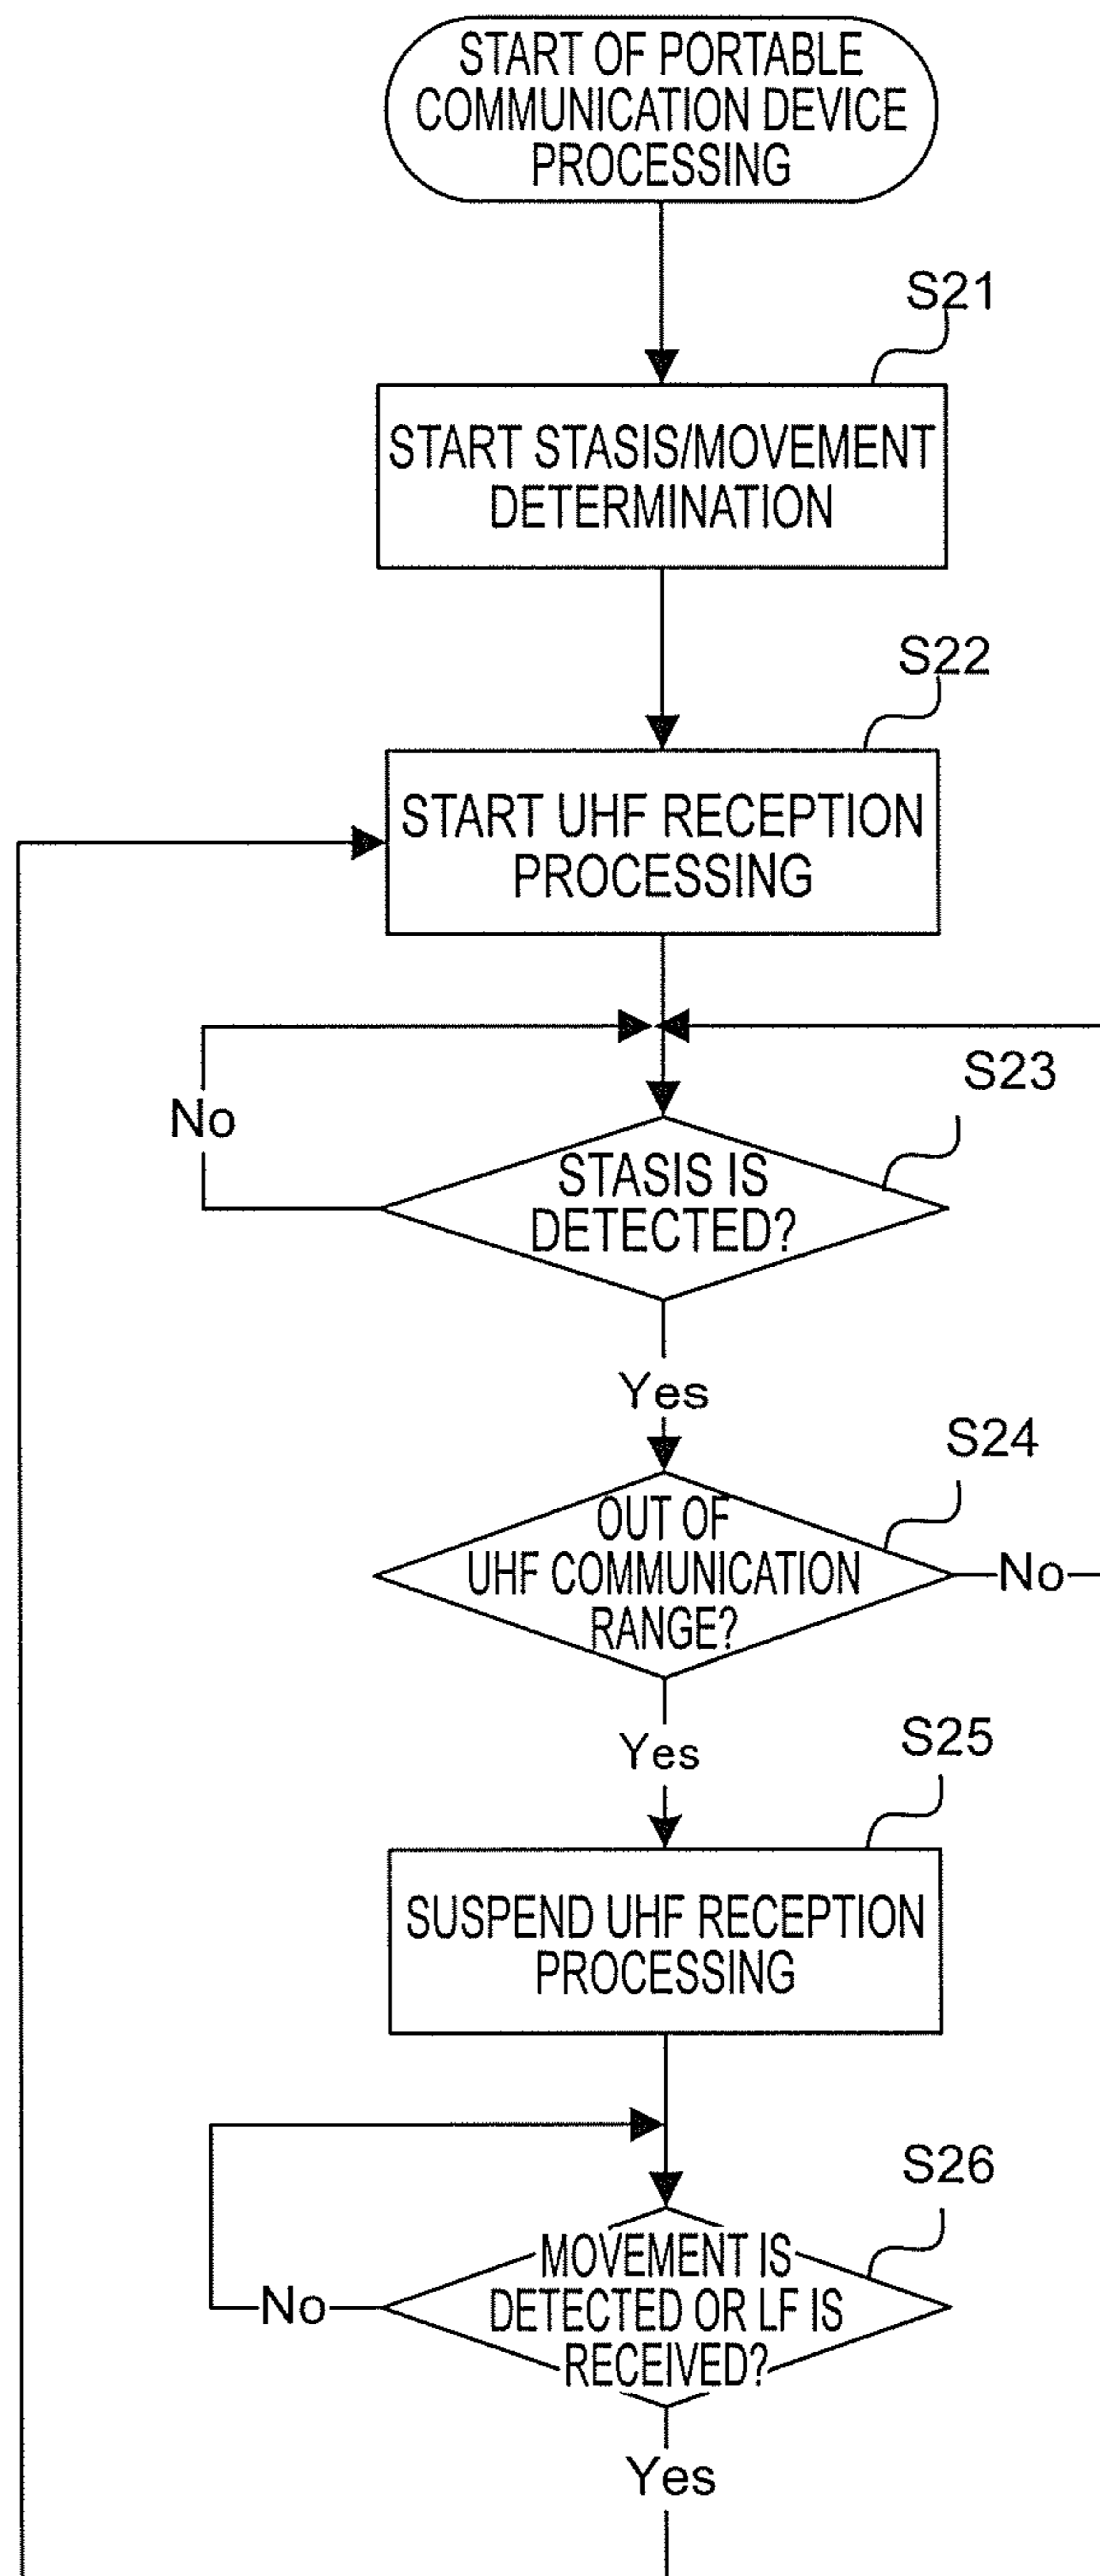 START OF PORTABLE
COMMUNICATION DEVICE
PROCESSING
S21
START STASIS/MOVEMENT
DETERMINATION
S22
START UHF RECEPTION
PROCESSING
S23
No
STASIS IS
DETECTED?
Yes
S24
OUT OF
UHF COMMUNICATION
RANGE?
No
Yes
S25
SUSPEND UHF RECEPTION
PROCESSING
S26
MOVEMENT IS
DETECTED OR LF IS
RECEIVED?
No
Yes